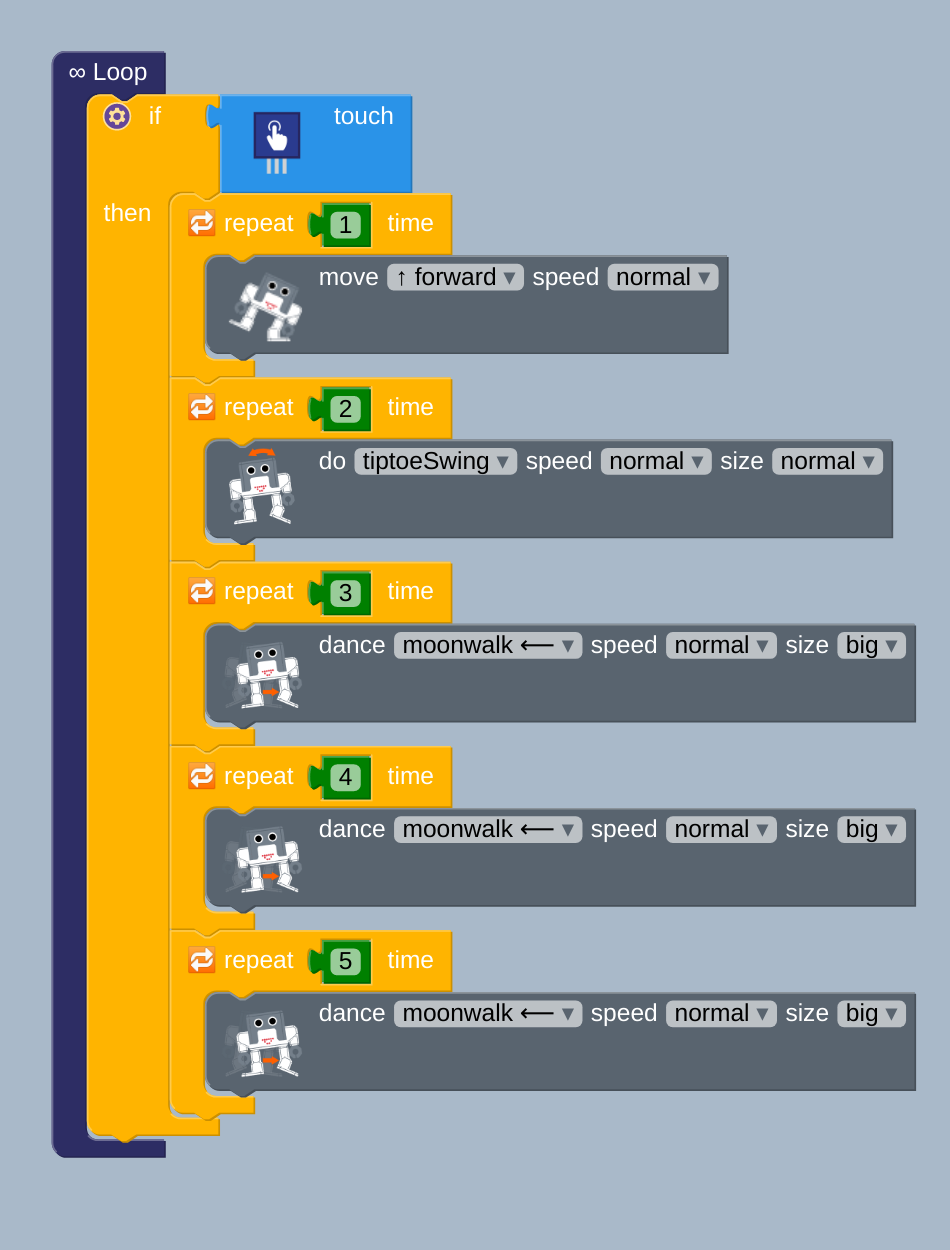 ∞ Loop
if touch
then repeat 1 time
move ↑ forward ▾ speed normal ▾
repeat 2 time
do tiptoeSwing ▾ speed normal ▾ size normal ▾
repeat 3 time
dance moonwalk ⟵ ▾ speed normal ▾ size big ▾
repeat 4 time
dance moonwalk ⟵ ▾ speed normal ▾ size big ▾
repeat 5 time
dance moonwalk ⟵ ▾ speed normal ▾ size big ▾